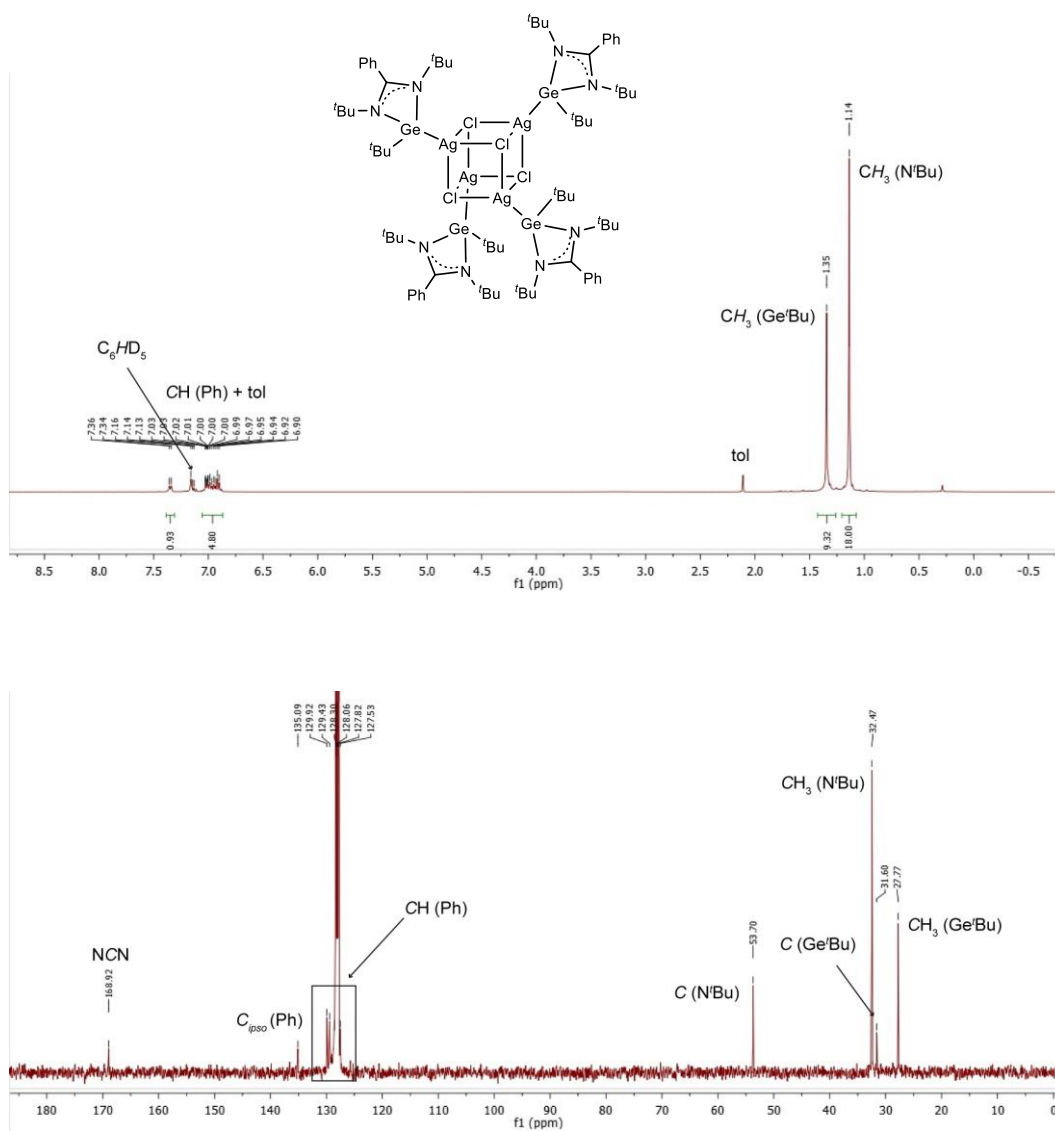 ᵗBu
Ph
N
ᵗBu
N
ᵗBu
Ge
ᵗBu
Ph
ᵗBu
N
N
ᵗBu
Ge
ᵗBu
Cl
Ag
Ag
Cl
Ag
Cl
Cl
Ag
ᵗBu
Ge
ᵗBu
N
N
Ph
ᵗBu
ᵗBu
Ge
N
ᵗBu
N
Ph
ᵗBu
1.14
CH₃ (NᵗBu)
1.35
CH₃ (GeᵗBu)
C₆HD₅
CH (Ph) + tol
7.36
7.34
7.16
7.14
7.13
7.03
7.03
7.02
7.01
7.00
7.00
7.00
6.99
6.97
6.95
6.94
6.92
6.90
tol
0.93
4.80
9.32
18.00
8.5 8.0 7.5 7.0 6.5 6.0 5.5 5.0 4.5 4.0 3.5 3.0 2.5 2.0 1.5 1.0 0.5 0.0 -0.5
f1 (ppm)
135.09
129.92
129.43
128.30
128.06
127.82
127.53
32.47
CH₃ (NᵗBu)
31.60
27.77
CH (Ph)
53.70
CH₃ (GeᵗBu)
C (GeᵗBu)
NCN
168.92
C (NᵗBu)
Cᵢₚₛₒ (Ph)
180 170 160 150 140 130 120 110 100 90 80 70 60 50 40 30 20 10 0
f1 (ppm)